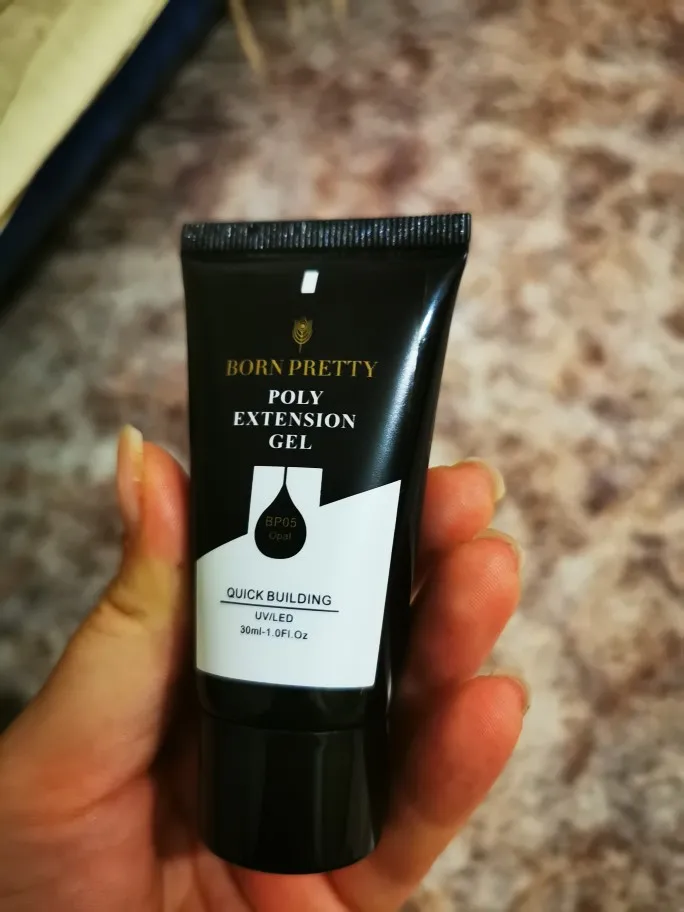 BORN PRETTY
POLY
EXTENSION
GEL
BP05
Opal
QUICK BUILDING
UV/LED
30ml-1.0Fl.Oz